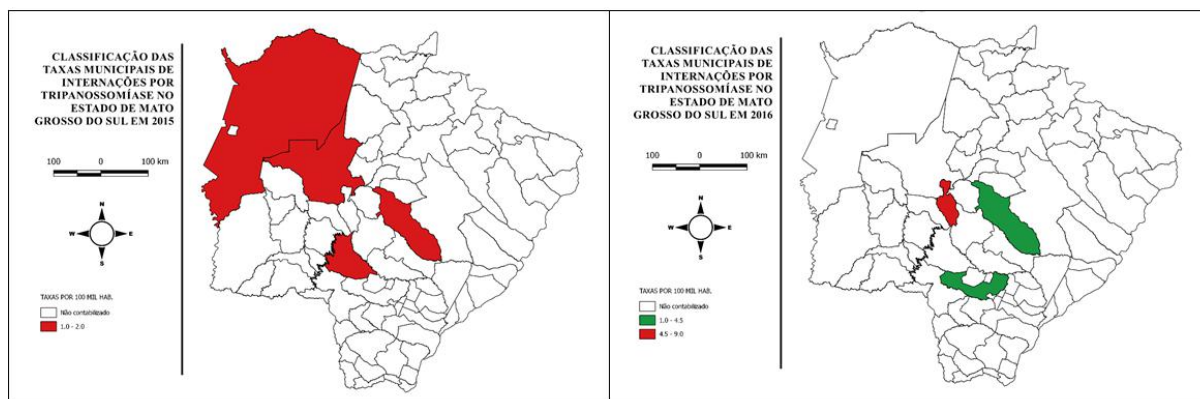 CLASSIFICAÇÃO DAS
TAXAS MUNICIPAIS DE
INTERNAÇÕES POR
TRIPANOSSOMÍASE NO
ESTADO DE MATO
GROSSO DO SUL EM 2015
100 0 100 km
N
W E
S
TAXAS POR 100 MIL HAB.
Não contabilizado
1.0 - 2.0
CLASSIFICAÇÃO DAS
TAXAS MUNICIPAIS DE
INTERNAÇÕES POR
TRIPANOSSOMÍASE NO
ESTADO DE MATO
GROSSO DO SUL EM 2016
100 0 100 km
N
W E
S
TAXAS POR 100 MIL HAB.
Não contabilizado
1.0 - 4.5
4.5 - 9.0